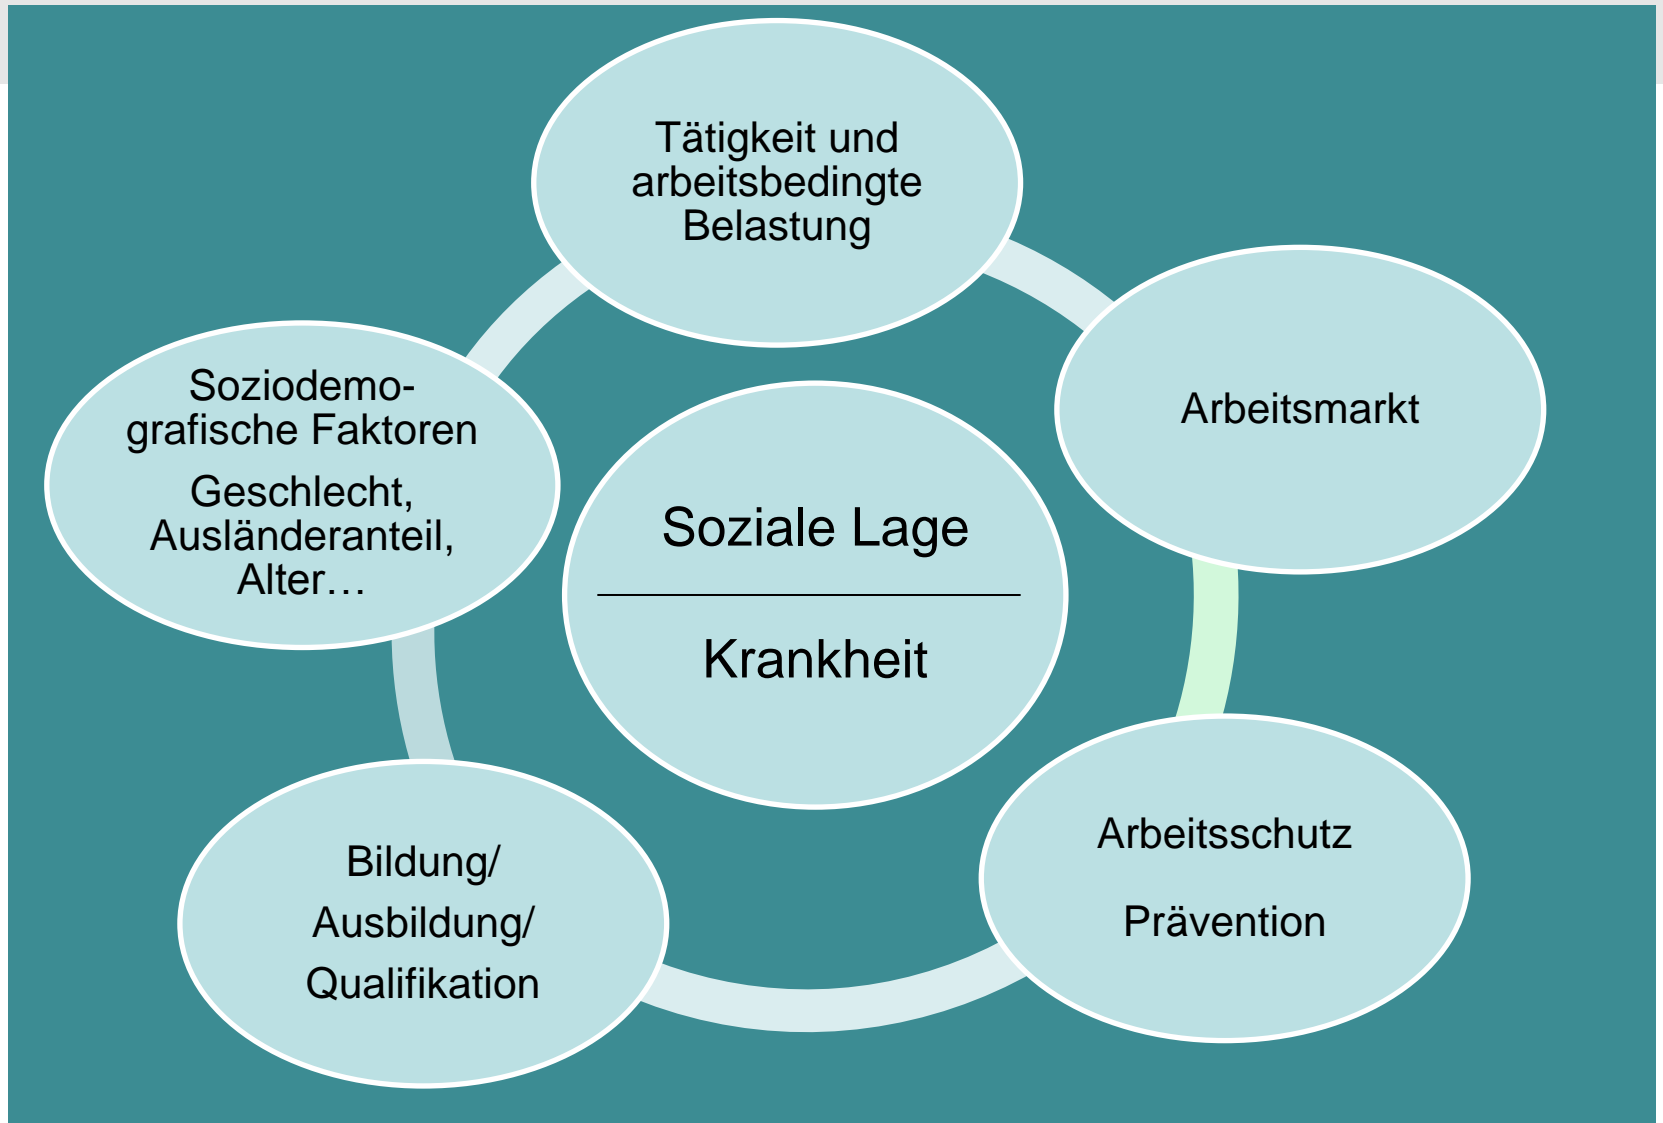 Tätigkeit und
arbeitsbedingte
Belastung
Arbeitsmarkt
Soziodemo-
grafische Faktoren
Geschlecht,
Ausländeranteil,
Alter…
Soziale Lage
Krankheit
Arbeitsschutz
Prävention
Bildung/
Ausbildung/
Qualifikation